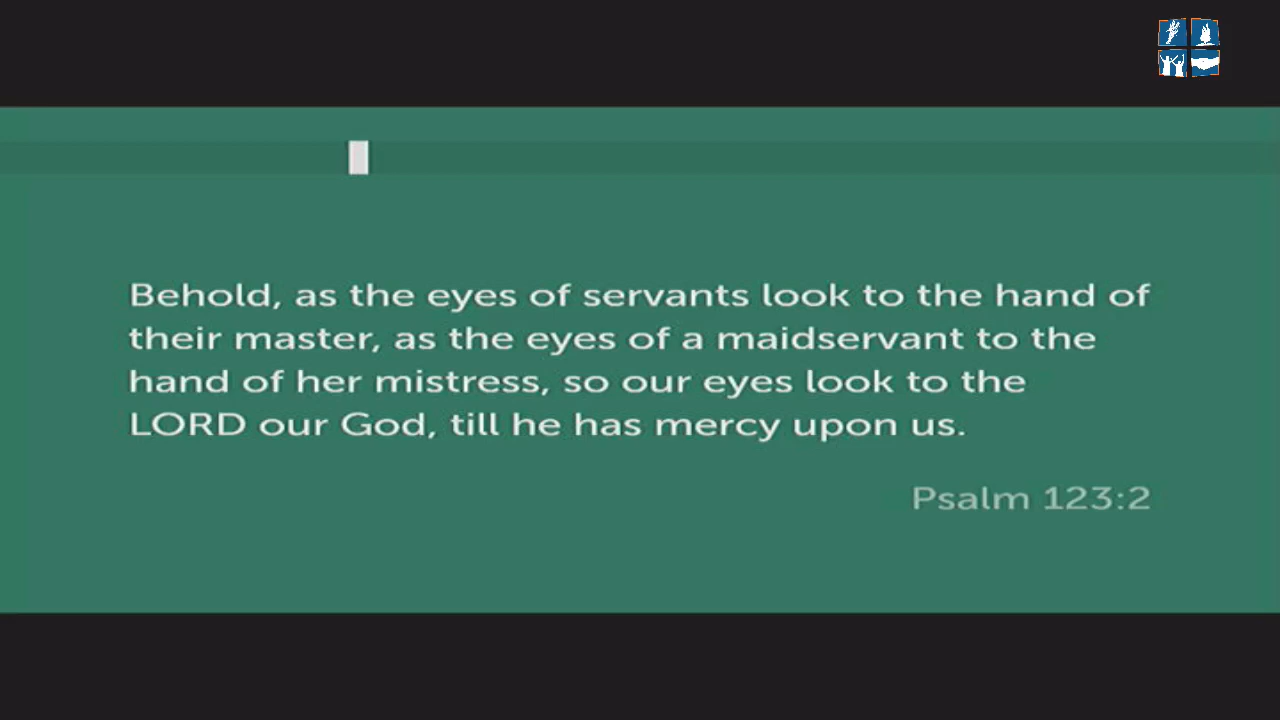 Behold, as the eyes of servants look to the hand of
their master, as the eyes of a maidservant to the
hand of her mistress, so our eyes look to the
LORD our God, till he has mercy upon us.
Psalm 123:2